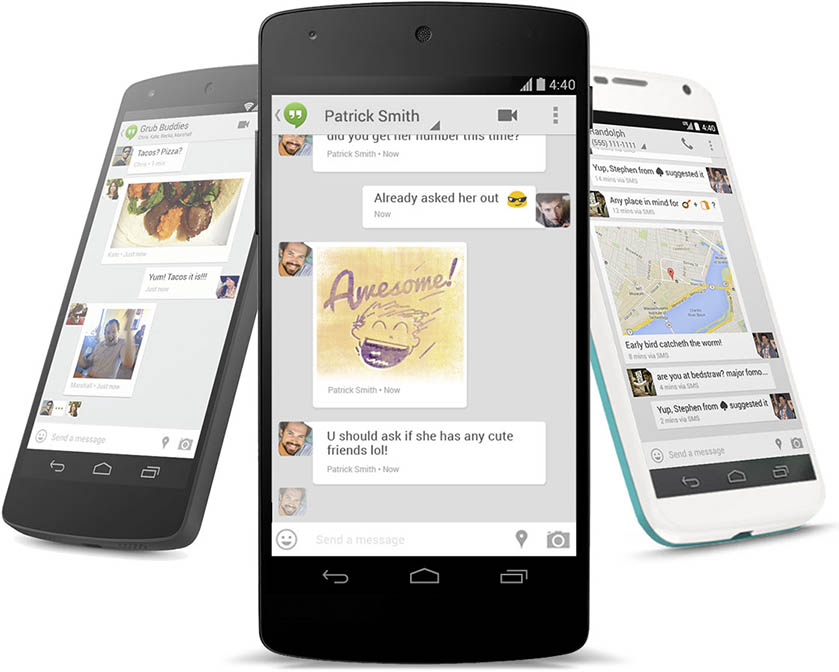 Grub Buddies
Chris, Kate, Becka, Marshall
Tacos? Pizza?
Chris • 1 min
Kate • Just now
Yum! Tacos it is!!!
Just now
Marshall • Just now
Send a message
4:40
Patrick Smith
did you get her number this time?
Patrick Smith • Now
Already asked her out
Now
Awesome!
Patrick Smith • Now
U should ask if she has any cute
friends lol!
Patrick Smith • Now
Send a message
4:40
Randolph
(555) 111-1111
Yup, Stephen from suggested it
14 mins via SMS
Any place in mind for + ?
12 mins via SMS
Early bird catcheth the worm!
8 mins via SMS
are you at bedstraw? major fomo...
4 mins via SMS
Yup, Stephen from suggested it
2 mins via SMS
Send a message